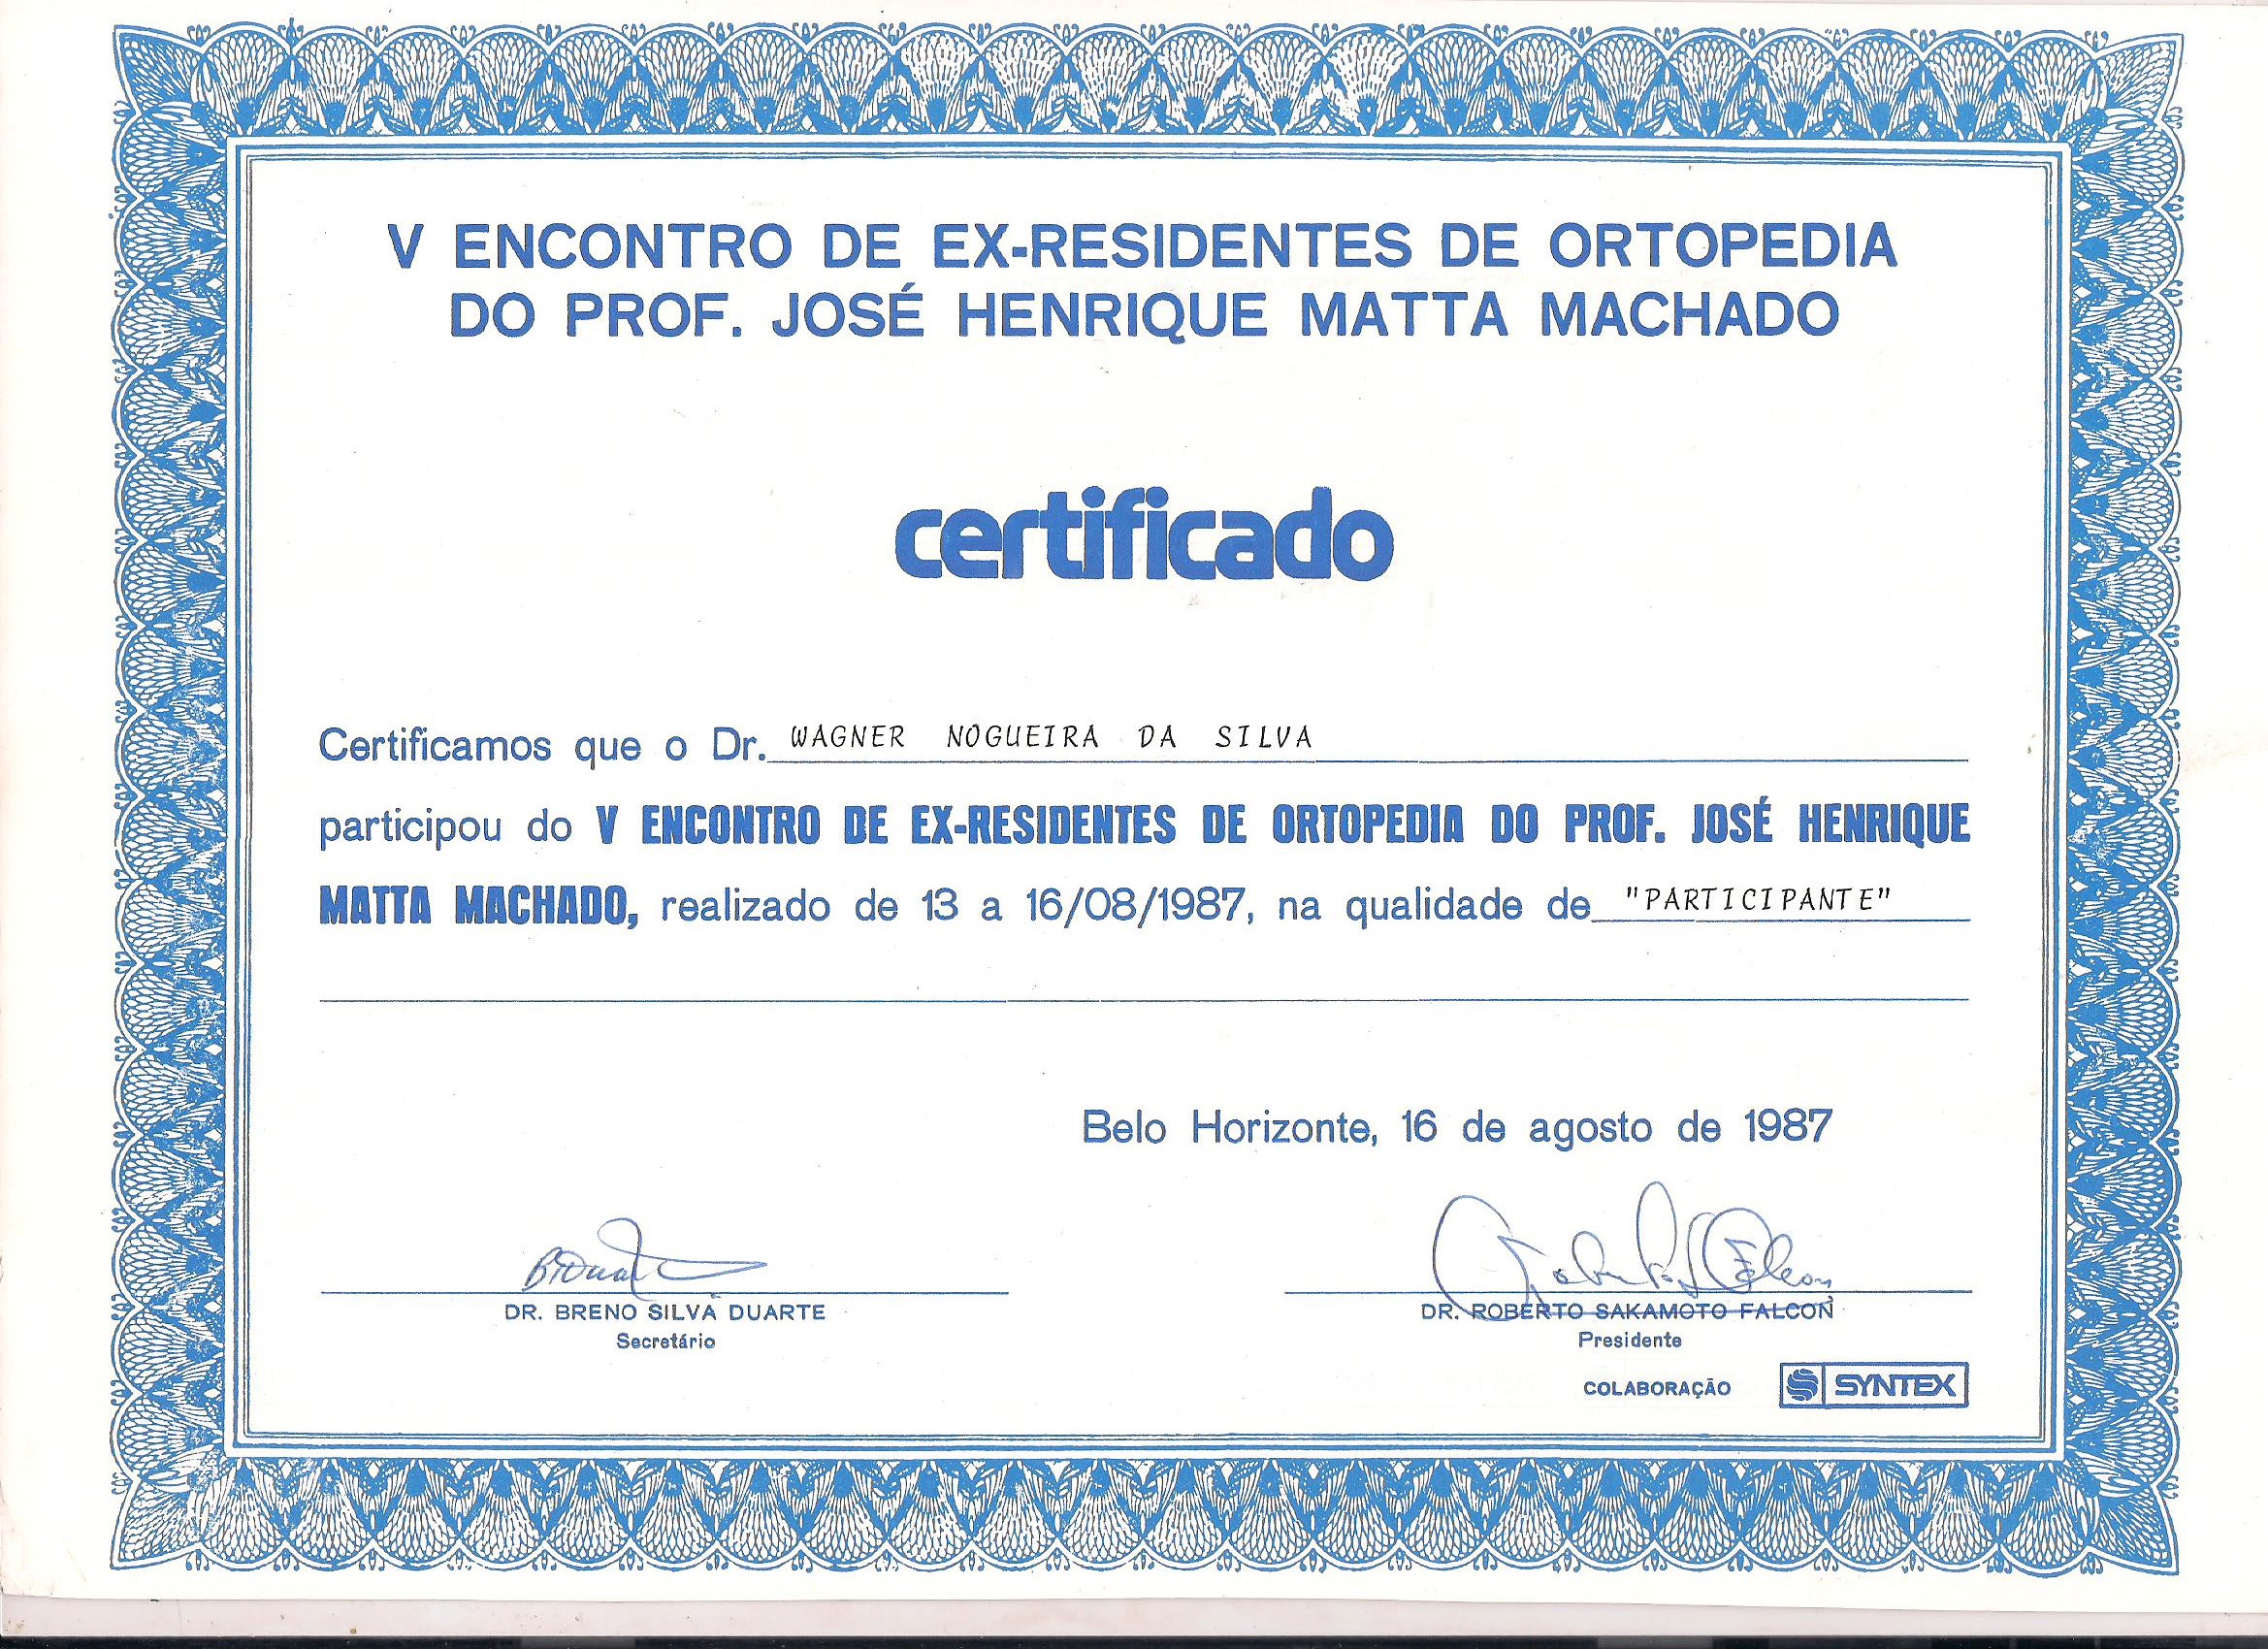 V ENCONTRO DE EX-RESIDENTES DE ORTOPEDIA
DO PROF. JOSÉ HENRIQUE MATTA MACHADO
certificado
Certificamos que o Dr. WAGNER NOGUEIRA DA SILVA
participou do V ENCONTRO DE EX-RESIDENTES DE ORTOPEDIA DO PROF. JOSÉ HENRIQUE
MATTA MACHADO, realizado de 13 a 16/08/1987, na qualidade de "PARTICIPANTE"
Belo Horizonte, 16 de agosto de 1987
DR. BRENO SILVA DUARTE
Secretário
DR. ROBERTO SAKAMOTO FALCON
Presidente
COLABORAÇÃO SYNTEX